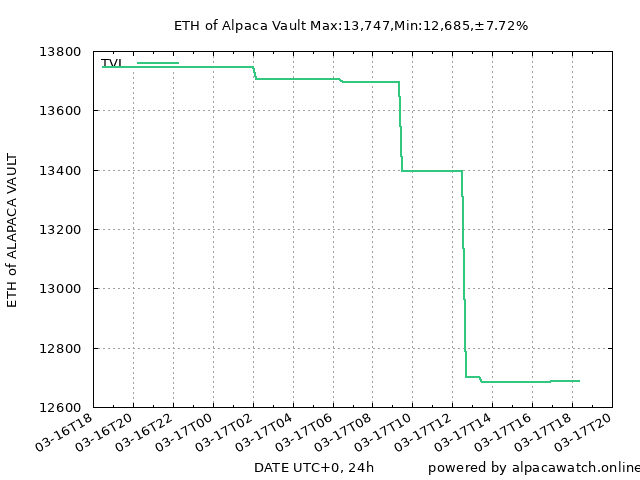 ETH of Alpaca Vault Max:13,747,Min:12,685,±7.72%
TVL
13800
13600
13400
13200
13000
12800
12600
ETH of ALAPACA VAULT
03-16T18
03-16T20
03-16T22
03-17T00
03-17T02
03-17T04
03-17T06
03-17T08
03-17T10
03-17T12
03-17T14
03-17T16
03-17T18
03-17T20
DATE UTC+0, 24h
powered by alpacawatch.online